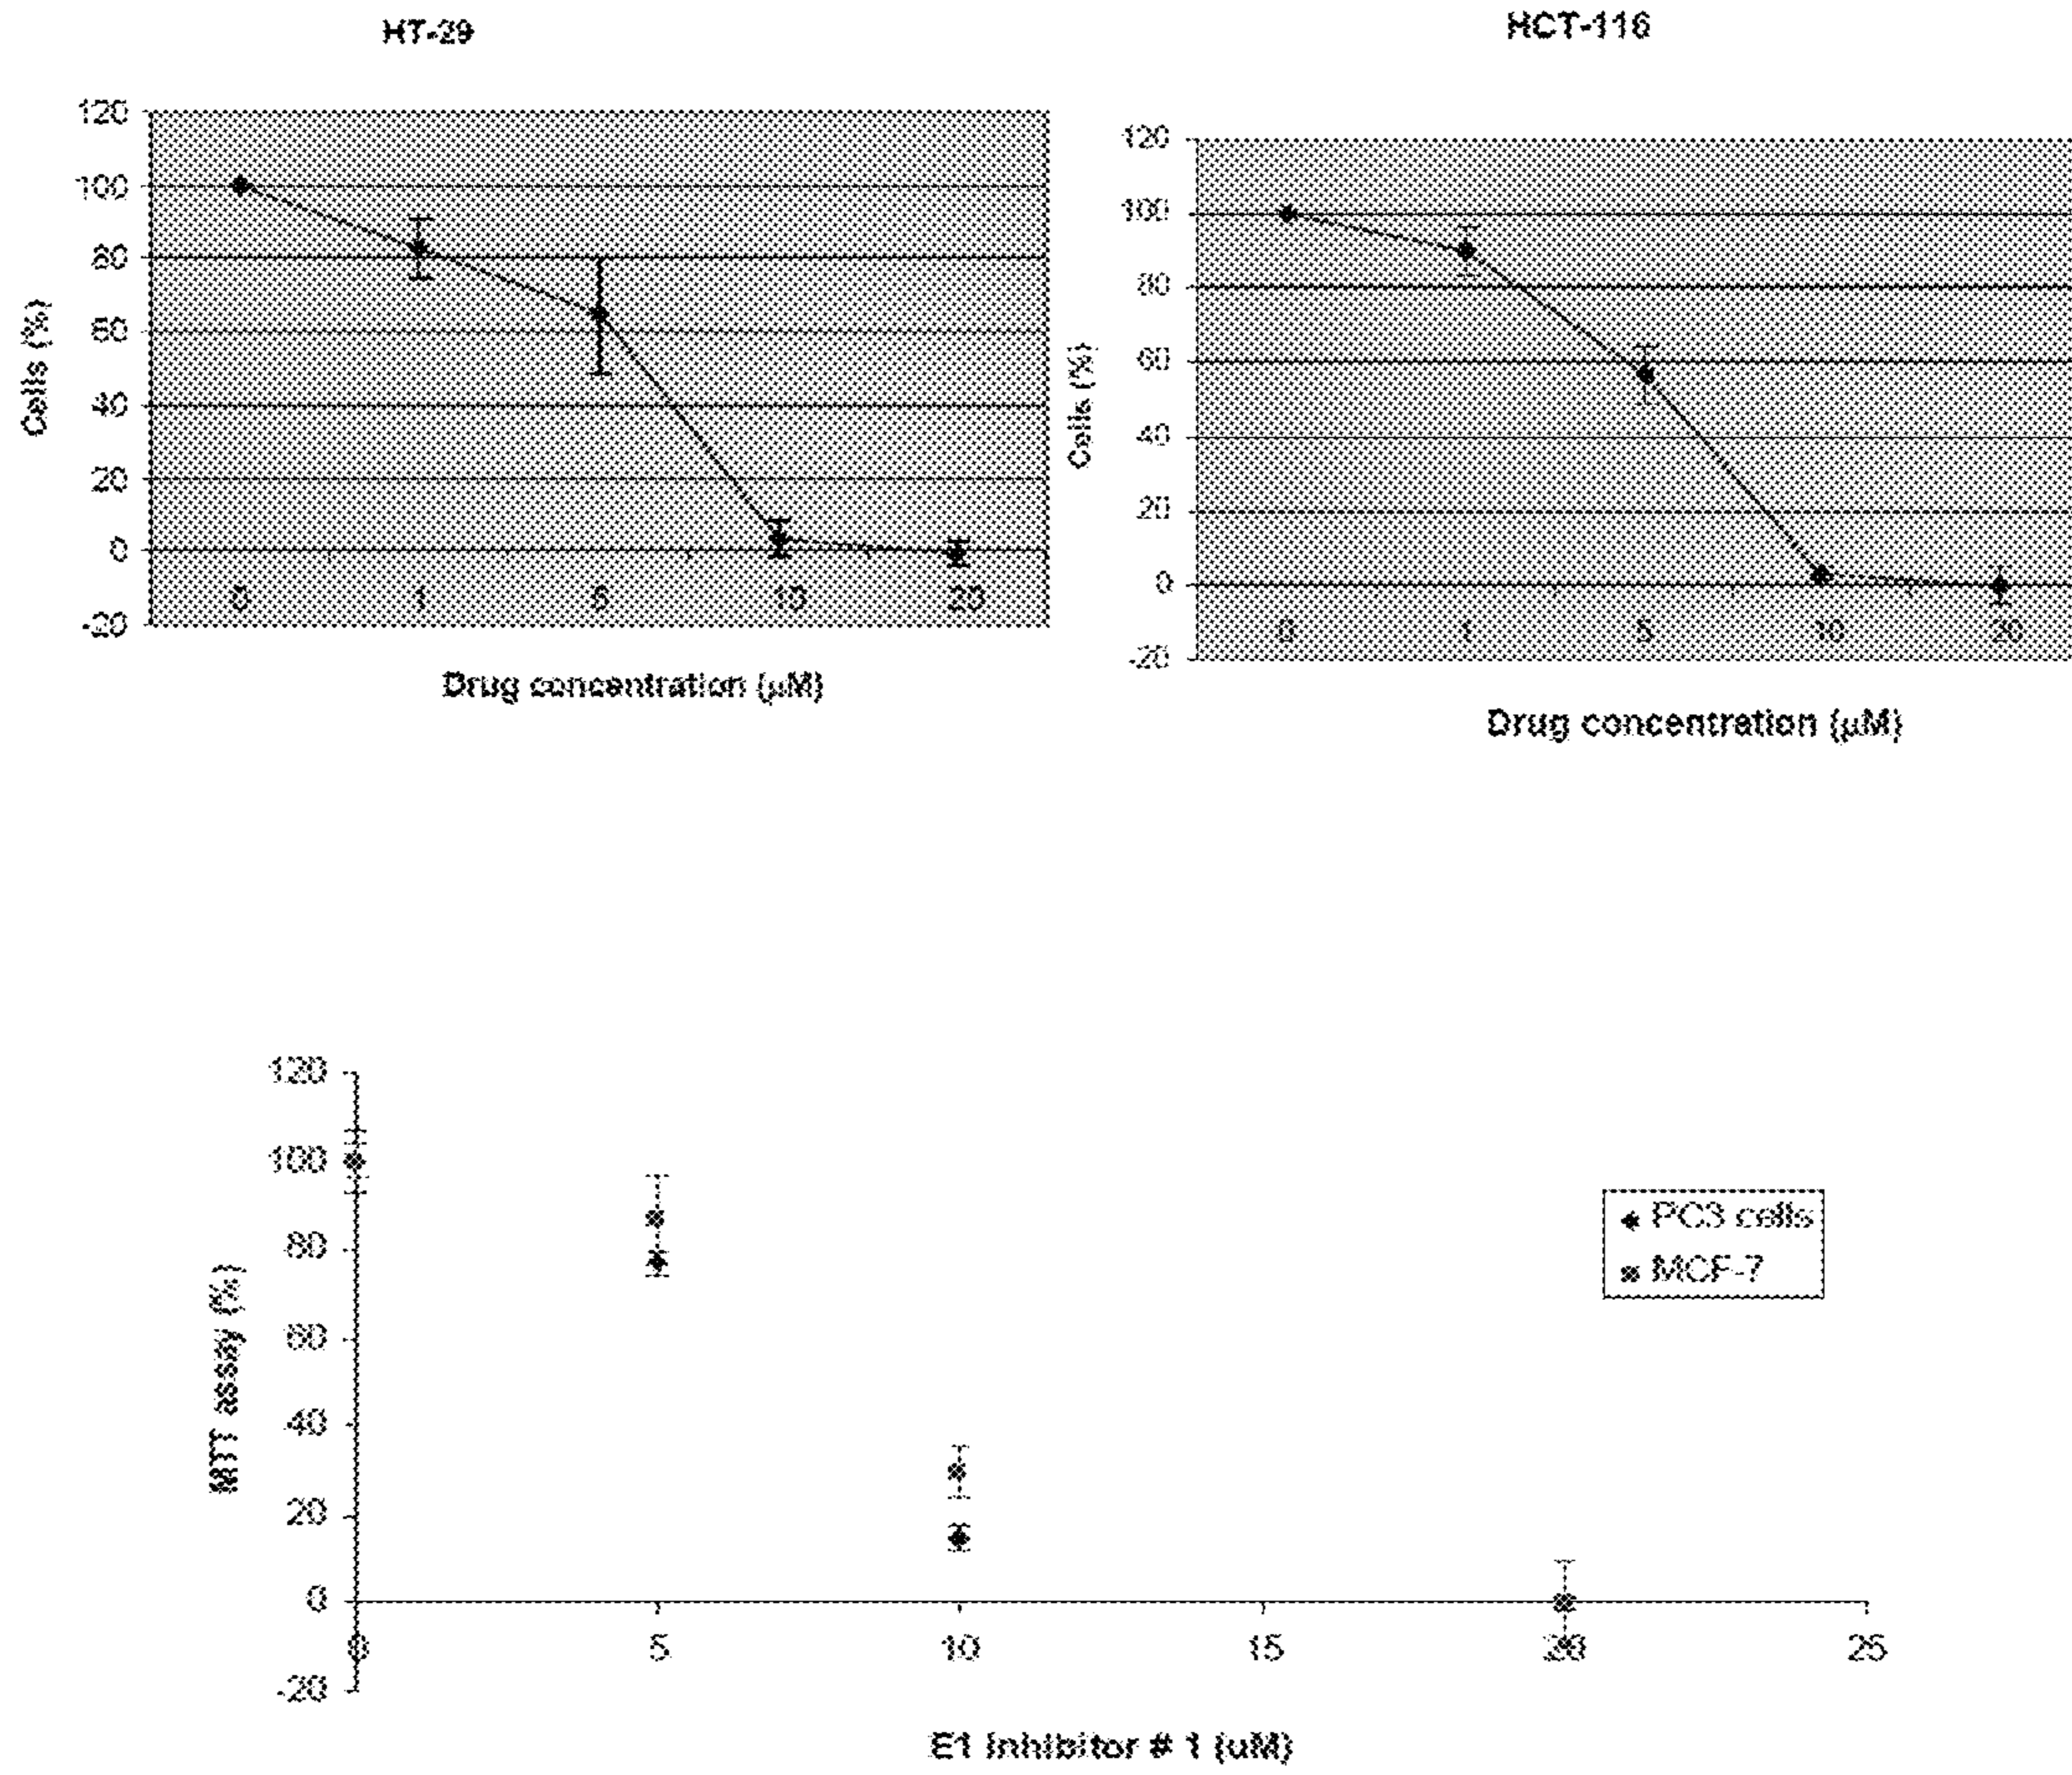 HT-29
120
100
80
60
40
20
0
-20
0 1 5 10 20
Cells (%)
Drug concentration (µM)
HCT-116
120
100
80
60
40
20
0
-20
0 1 5 10 20
Cells (%)
Drug concentration (µM)
120
100
80
60
40
20
0
-20
0 5 10 15 20 25
MTT assay (%)
PC3 cells
MCF-7
E1 Inhibitor # 1 (uM)